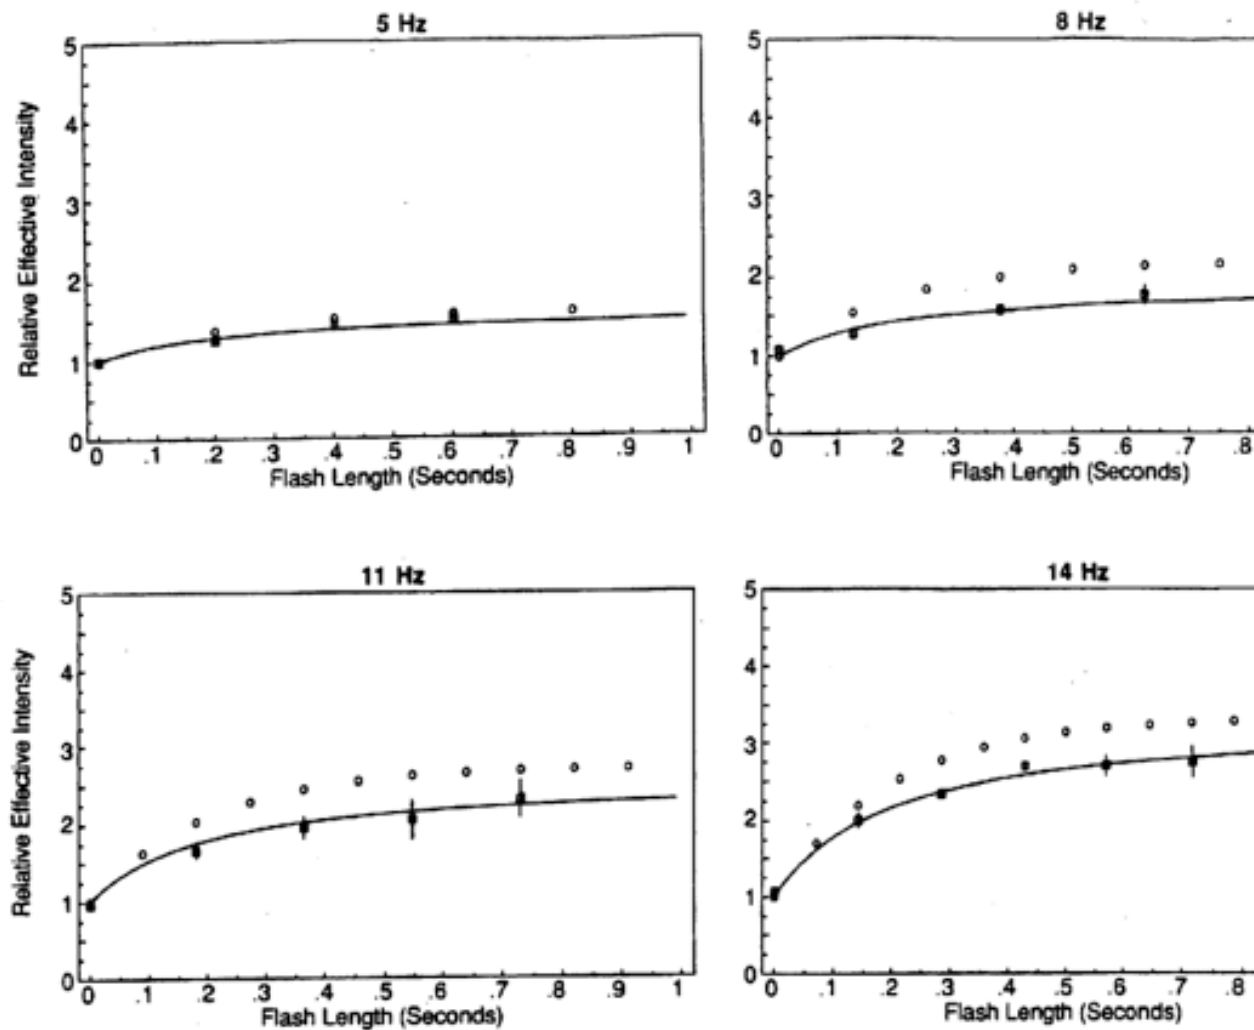 5 Hz
8 Hz
5
4
3
2
1
0
Relative Effective Intensity
0 .1 .2 .3 .4 .5 .6 .7 .8 .9 1
Flash Length (Seconds)
5
4
3
2
1
0
0 .1 .2 .3 .4 .5 .6 .7 .8
Flash Length (Seconds)
11 Hz
14 Hz
5
4
3
2
1
0
Relative Effective Intensity
0 .1 .2 .3 .4 .5 .6 .7 .8 .9 1
Flash Length (Seconds)
5
4
3
2
1
0
0 .1 .2 .3 .4 .5 .6 .7 .8
Flash Length (Seconds)